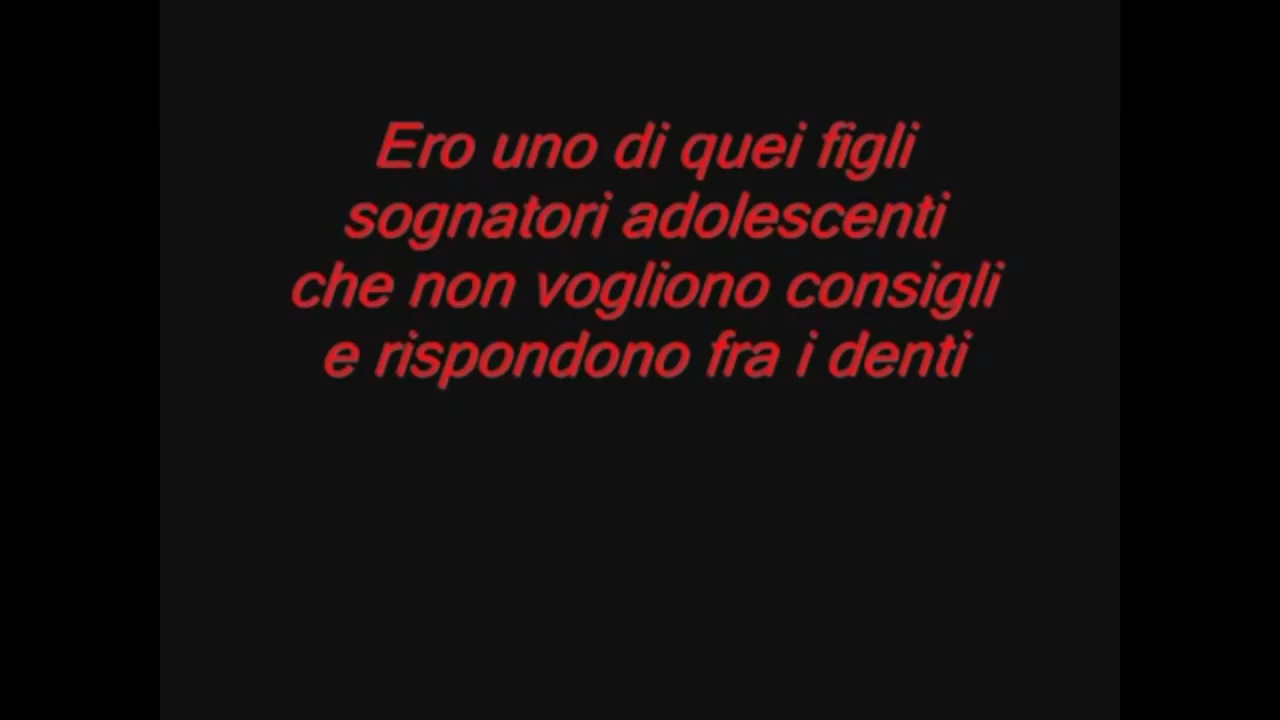 Ero uno di quei figli
sognatori adolescenti
che non vogliono consigli
e rispondono fra i denti